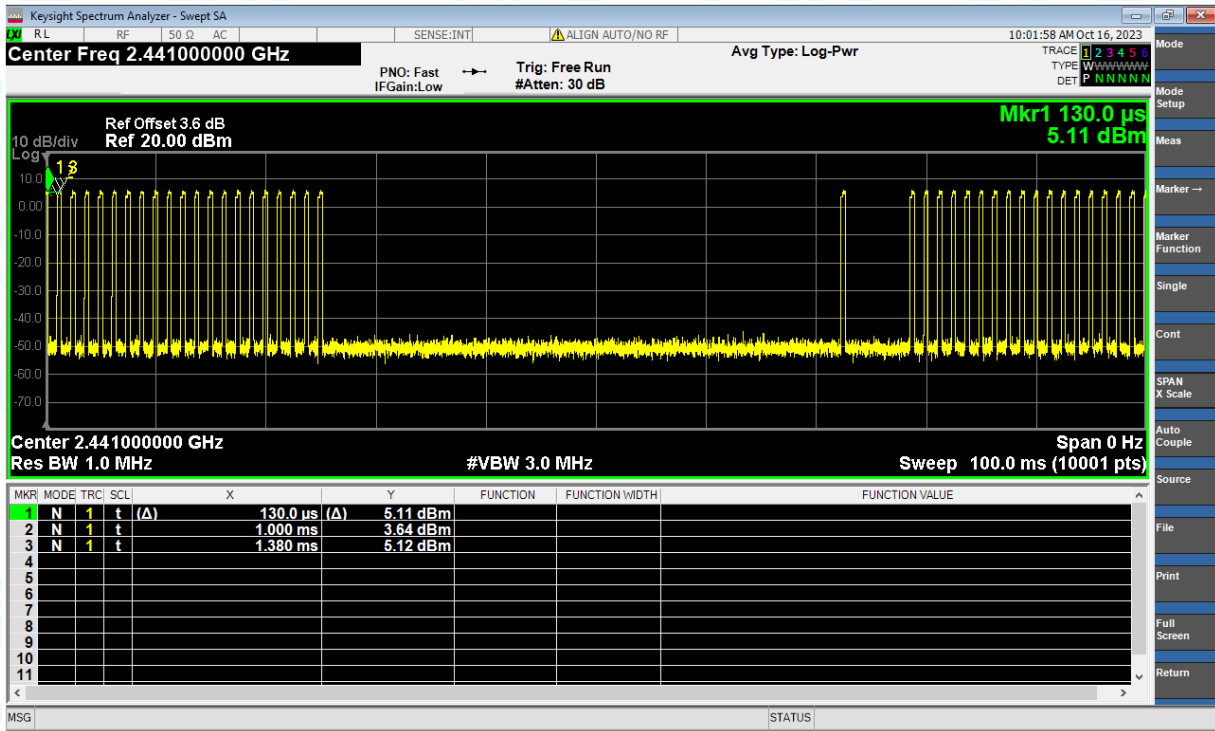 Keysight Spectrum Analyzer - Swept SA
LXI RL RF 50 Ω AC SENSE:INT ALIGN AUTO/NO RF 10:01:58 AM Oct 16, 2023
Center Freq 2.441000000 GHz Avg Type: Log-Pwr TRACE 1 2 3 4 5 6
PNO: Fast Trig: Free Run TYPE WWWWWW
IFGain:Low #Atten: 30 dB DET P N N N N N
Mkr1 130.0 µs
Ref Offset 3.6 dB
10 dB/div Ref 20.00 dBm 5.11 dBm
Log
1 2 3
10.0
0.00
-10.0
-20.0
-30.0
-40.0
-50.0
-60.0
-70.0
Center 2.441000000 GHz Span 0 Hz
Res BW 1.0 MHz #VBW 3.0 MHz Sweep 100.0 ms (10001 pts)
MKR MODE TRC SCL X Y FUNCTION FUNCTION WIDTH FUNCTION VALUE
1 N 1 t (Δ) 130.0 µs (Δ) 5.11 dBm
2 N 1 t 1.000 ms 3.64 dBm
3 N 1 t 1.380 ms 5.12 dBm
4
5
6
7
8
9
10
11
MSG STATUS
Mode
Mode
Setup
Meas
Marker→
Marker
Function
Single
Cont
SPAN
X Scale
Auto
Couple
Source
File
Print
Full
Screen
Return